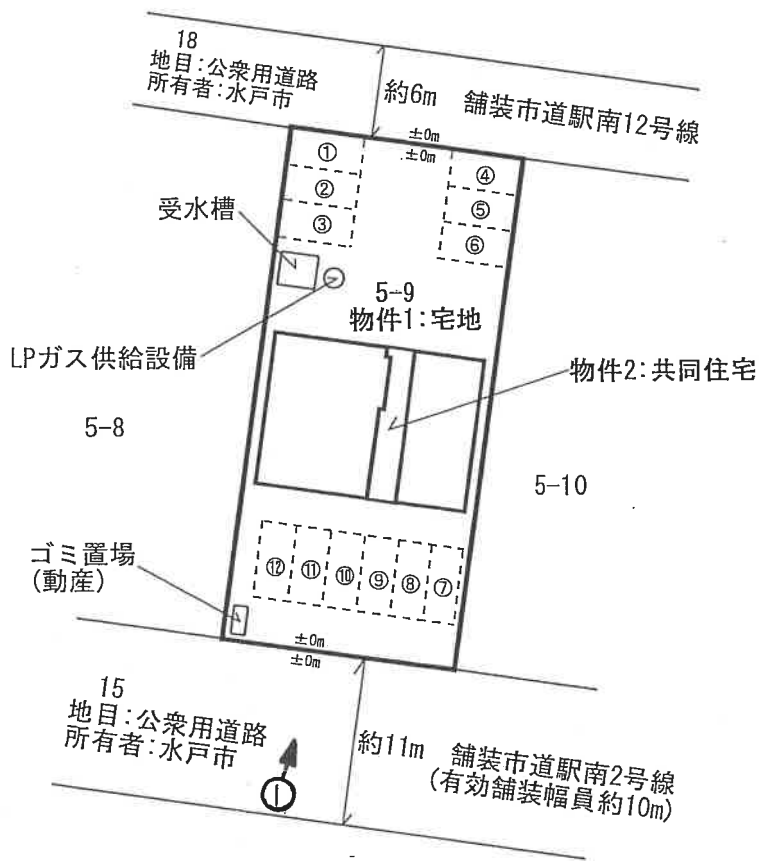 18
地目:公衆用道路
所有者:水戸市
約6m 舗装市道駅南12号線
±0m
±0m
①
②
③
④
⑤
⑥
受水槽
5-9
物件1:宅地
LPガス供給設備
物件2:共同住宅
5-8
5-10
ゴミ置場
(動産)
⑫ ⑪ ⑩ ⑨ ⑧ ⑦
±0m
±0m
15
地目:公衆用道路
所有者:水戸市
約11m 舗装市道駅南2号線
(有効舗装幅員約10m)
①